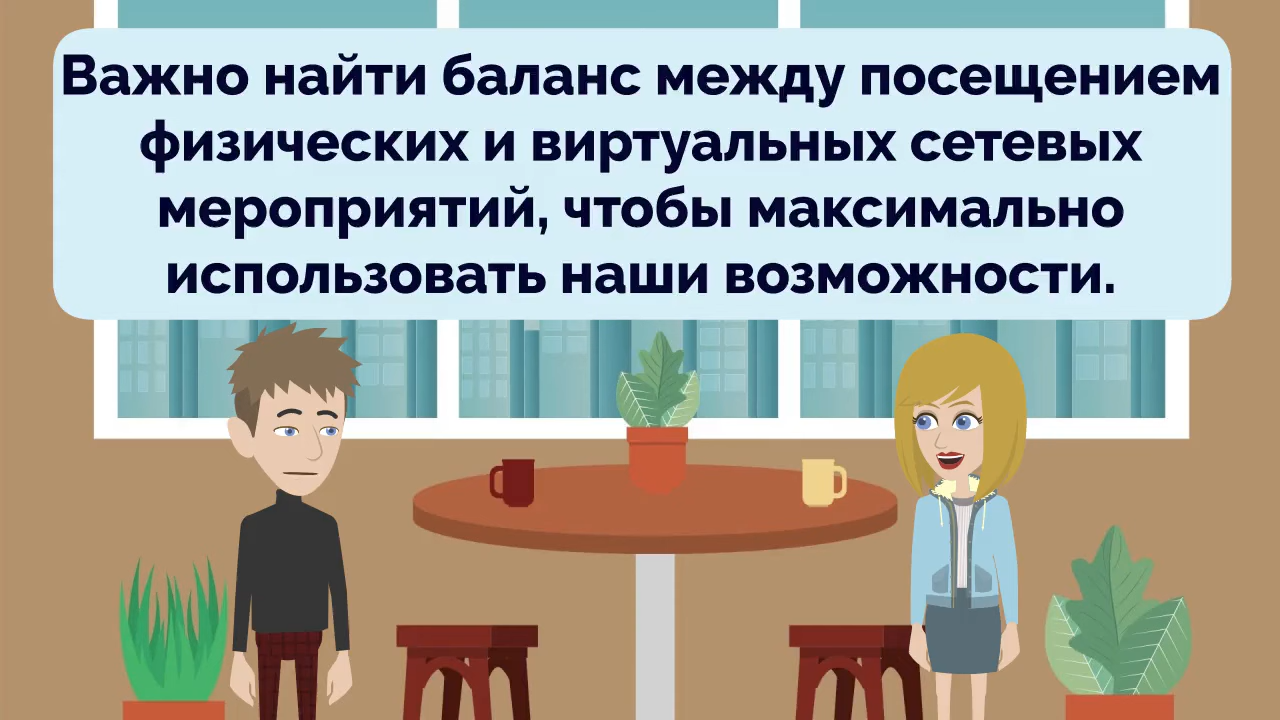 Важно найти баланс между посещением
физических и виртуальных сетевых
мероприятий, чтобы максимально
использовать наши возможности.